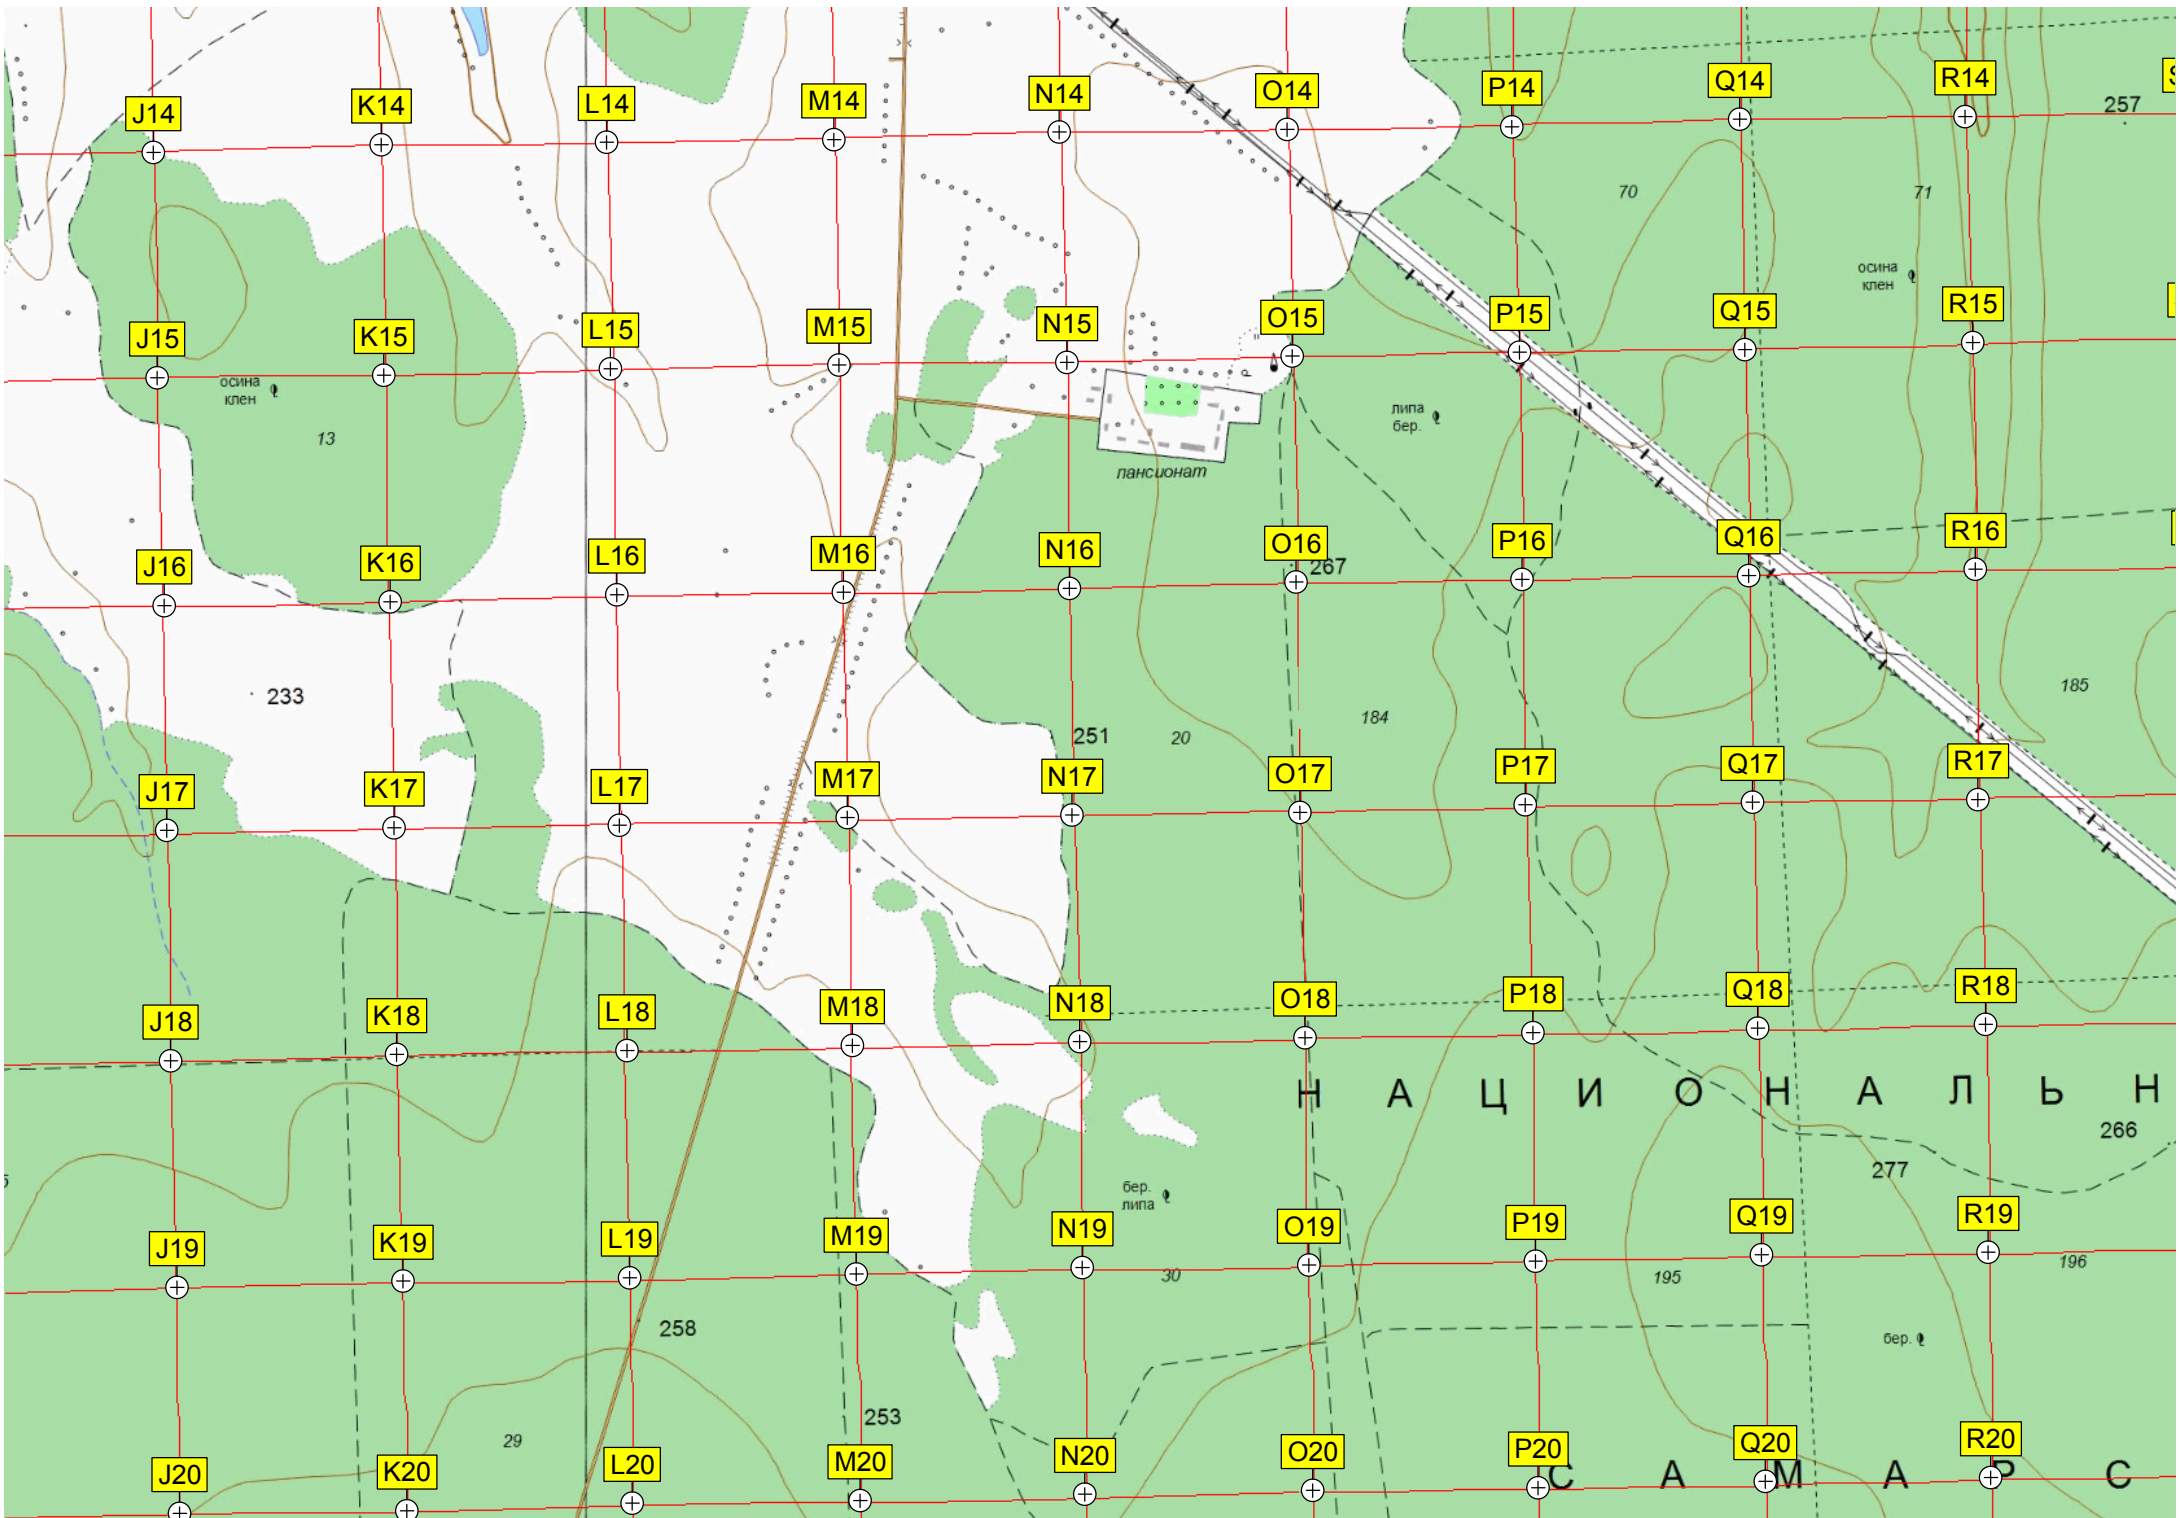 J14 K14 L14 M14 N14 O14 P14 Q14 R14
257
70 71
осина
клен
J15 K15 L15 M15 N15 O15 P15 Q15 R15
осина
клен
13
Р
липа
бер.
пансионат
J16 K16 L16 M16 N16 O16 P16 Q16 R16
267
233
251 20 184 185
J17 K17 L17 M17 N17 O17 P17 Q17 R17
J18 K18 L18 M18 N18 O18 P18 Q18 R18
Н А Ц И О Н А Л Ь Н
266
277
бер.
липа
J19 K19 L19 M19 N19 O19 P19 Q19 R19
30 195 196
258
бер.
253
29
J20 K20 L20 M20 N20 O20 P20 Q20 R20
С А М А Р С